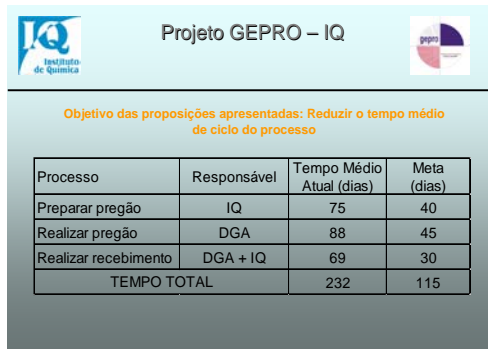 IQ
Instituto
de Química
Projeto GEPRO – IQ
gepro
Objetivo das proposições apresentadas: Reduzir o tempo médio
de ciclo do processo
Processo Responsável Tempo Médio Atual (dias) Meta (dias)
Preparar pregão IQ 75 40
Realizar pregão DGA 88 45
Realizar recebimento DGA + IQ 69 30
TEMPO TOTAL 232 115